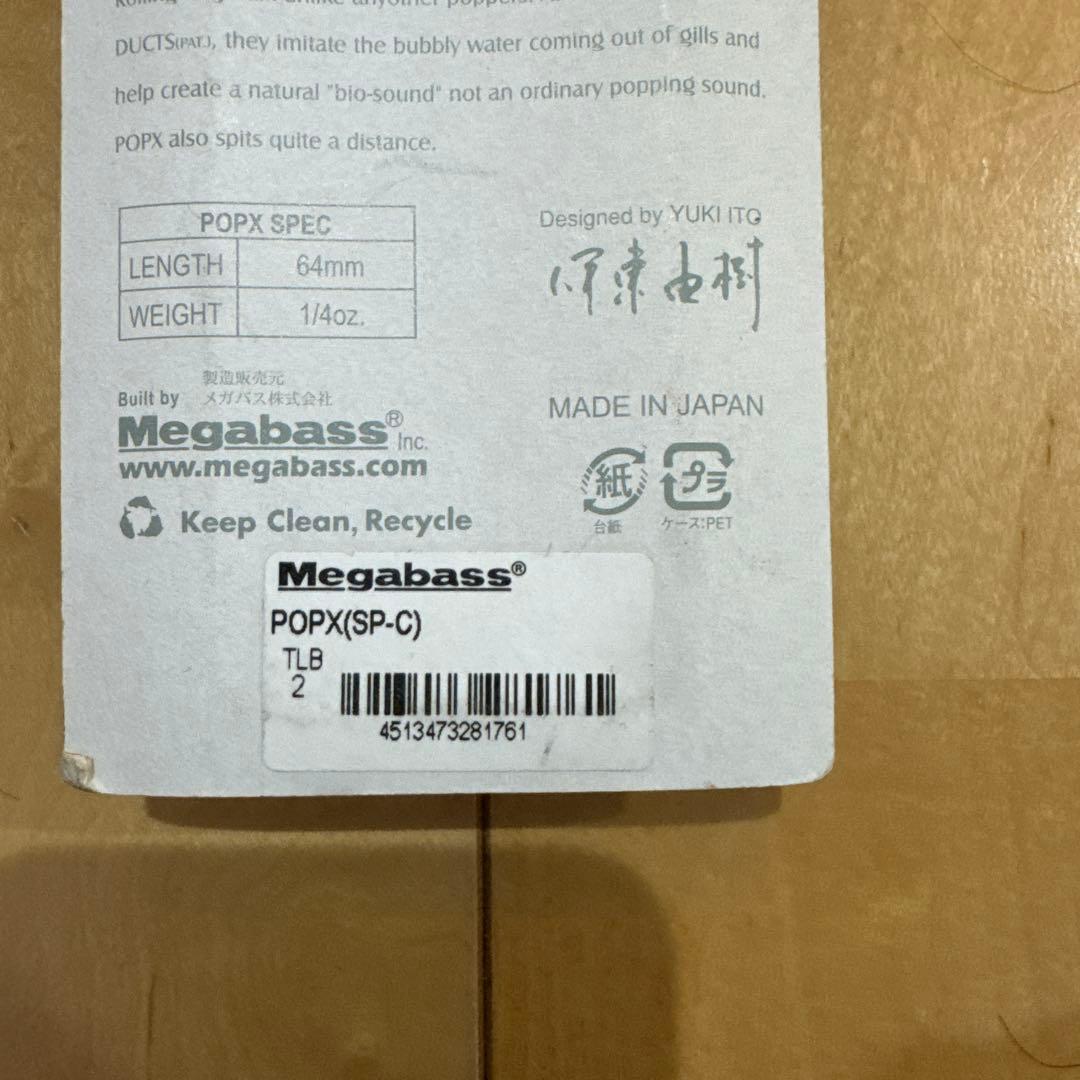 unlike anyother poppers.
DUCTS(PAT.), they imitate the bubbly water coming out of gills and
help create a natural "bio-sound" not an ordinary popping sound.
POPX also spits quite a distance.
POPX SPEC
LENGTH 64mm
WEIGHT 1/4oz.
Designed by YUKI ITO
伊東由樹
製造販売元
Built by メガバス株式会社
Megabass® Inc.
www.megabass.com
Keep Clean, Recycle
MADE IN JAPAN
紙 プラ
台紙 ケース:PET
Megabass®
POPX(SP-C)
TLB
2
4513473281761